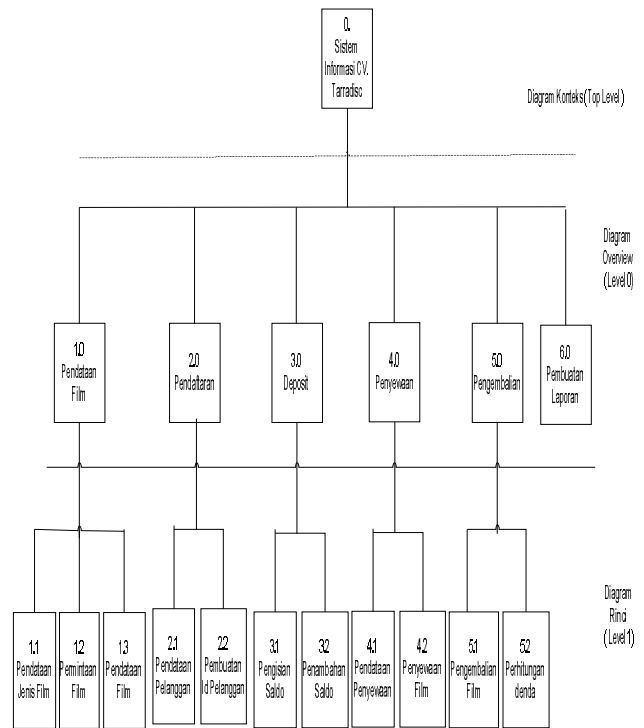 0.
Sistem
Informasi CV.
Tarradisc
Diagram Konteks (Top Level)
Diagram
Overview
(Level 0)
1.0
Pendataan
Film
2.0
Pendaftaran
3.0
Deposit
4.0
Penyewaan
5.0
Pengembalian
6.0
Pembuatan
Laporan
Diagram
Rinci
(Level 1)
1.1
Pendataan
Jenis Film
1.2
Permintaan
Film
1.3
Pendataan
Film
2.1
Pendataan
Pelanggan
2.2
Pembuatan
Id Pelanggan
3.1
Pengisian
Saldo
3.2
Penambahan
Saldo
4.1
Pendataan
Penyewaan
4.2
Penyewaan
Film
5.1
Pengembalian
Film
5.2
Perhitungan
denda